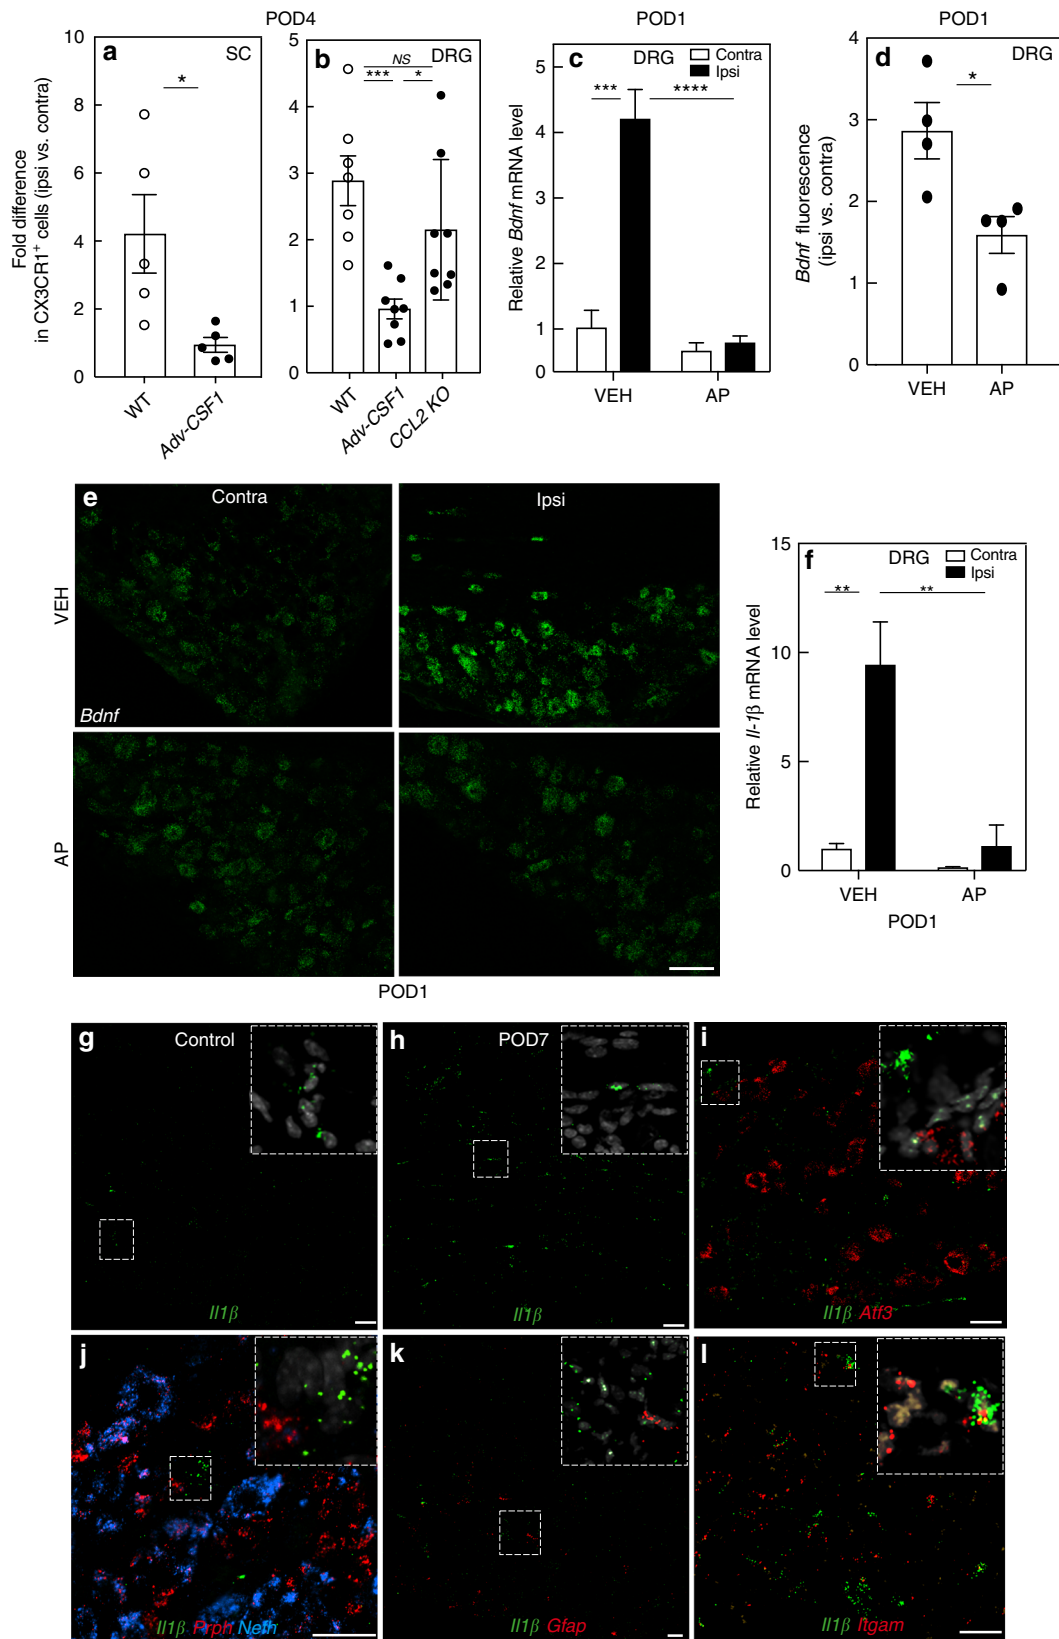 POD4
POD1
POD1
a
SC
*
Fold difference
in CX3CR1+ cells (ipsi vs. contra)
10
8
6
4
2
0
WT
Adv-CSF1
b
DRG
NS
***
*
5
4
3
2
1
0
WT
Adv-CSF1
CCL2 KO
c
DRG
Contra
Ipsi
***
****
Relative Bdnf mRNA level
5
4
3
2
1
0
VEH
AP
d
DRG
*
Bdnf fluorescence
(ipsi vs. contra)
4
3
2
1
0
VEH
AP
e
Contra
Ipsi
VEH
Bdnf
AP
POD1
f
DRG
Contra
Ipsi
**
**
Relative Il-1β mRNA level
15
10
5
0
VEH
AP
POD1
g
Control
Il1β
h
POD7
Il1β
i
Il1β Atf3
j
Il1β Prph Nefh
k
Il1β Gfap
l
Il1β Itgam